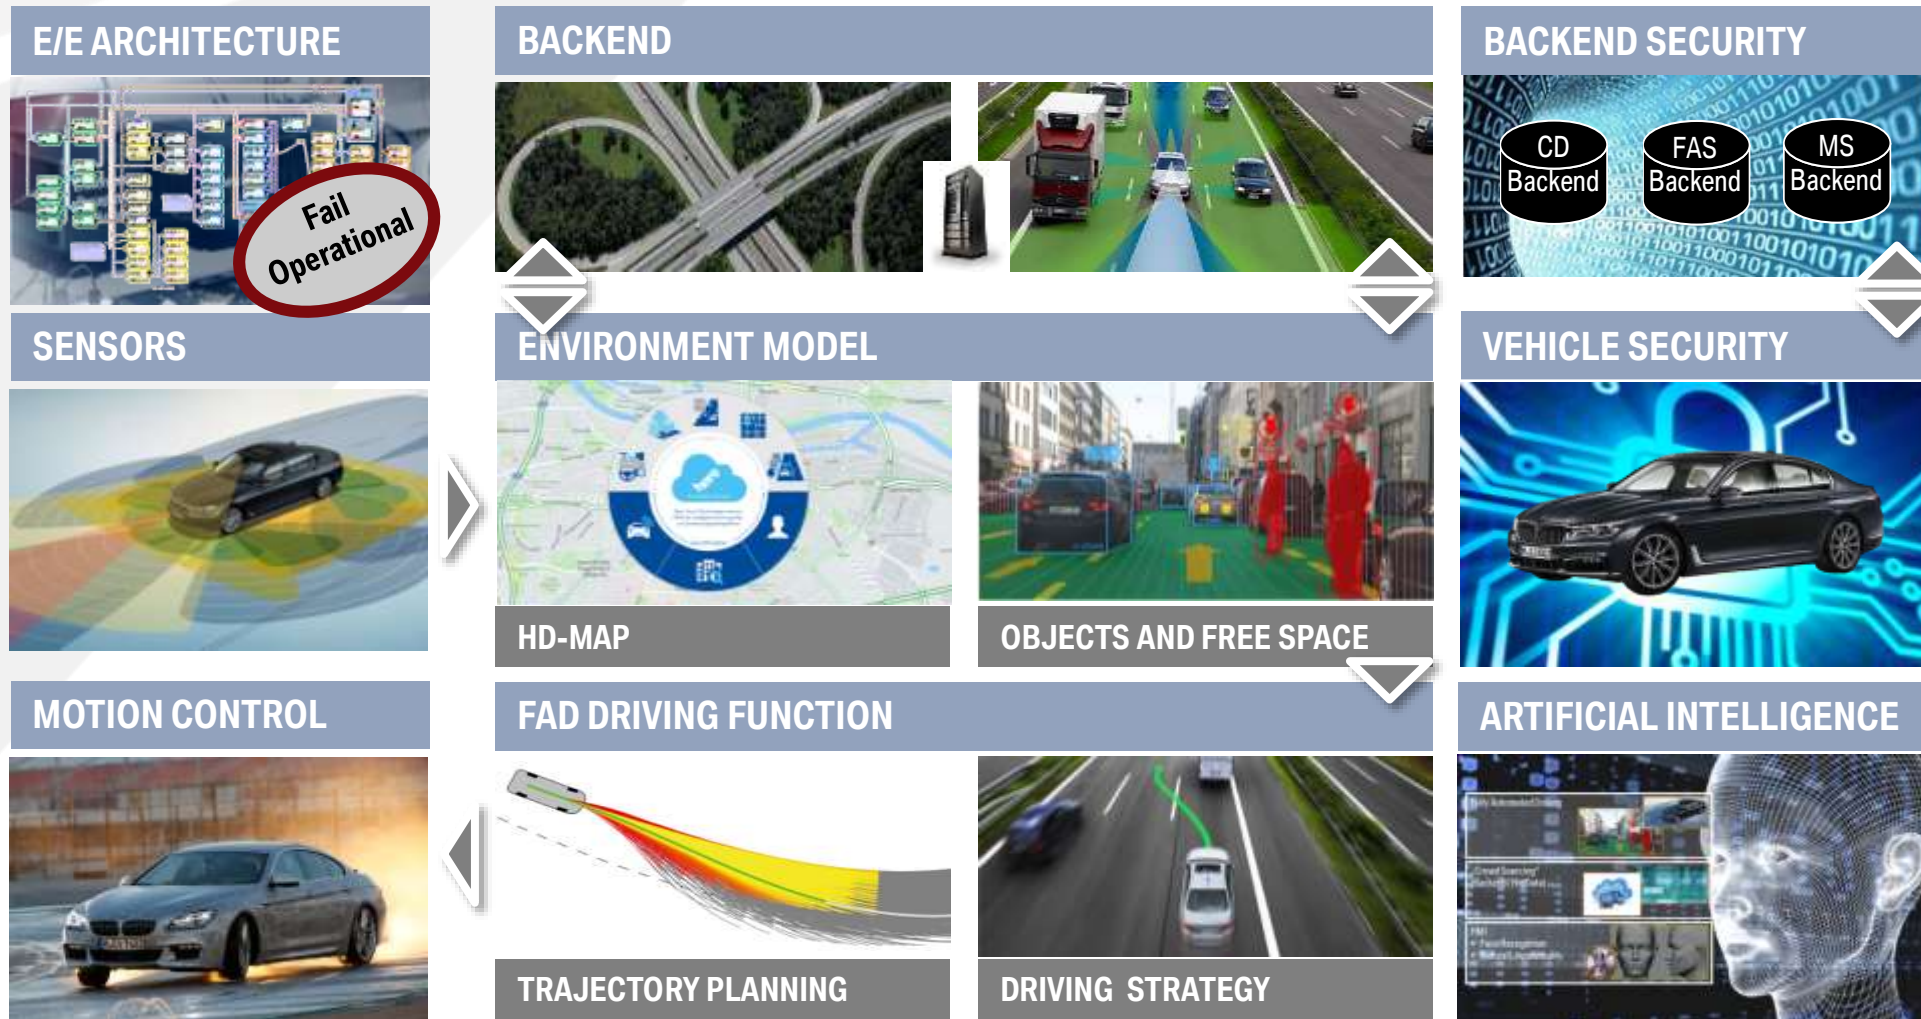 E/E ARCHITECTURE
Fail
Operational
BACKEND
BACKEND SECURITY
CD
Backend
FAS
Backend
MS
Backend
SENSORS
ENVIRONMENT MODEL
HD-MAP
OBJECTS AND FREE SPACE
VEHICLE SECURITY
MOTION CONTROL
FAD DRIVING FUNCTION
TRAJECTORY PLANNING
DRIVING STRATEGY
ARTIFICIAL INTELLIGENCE